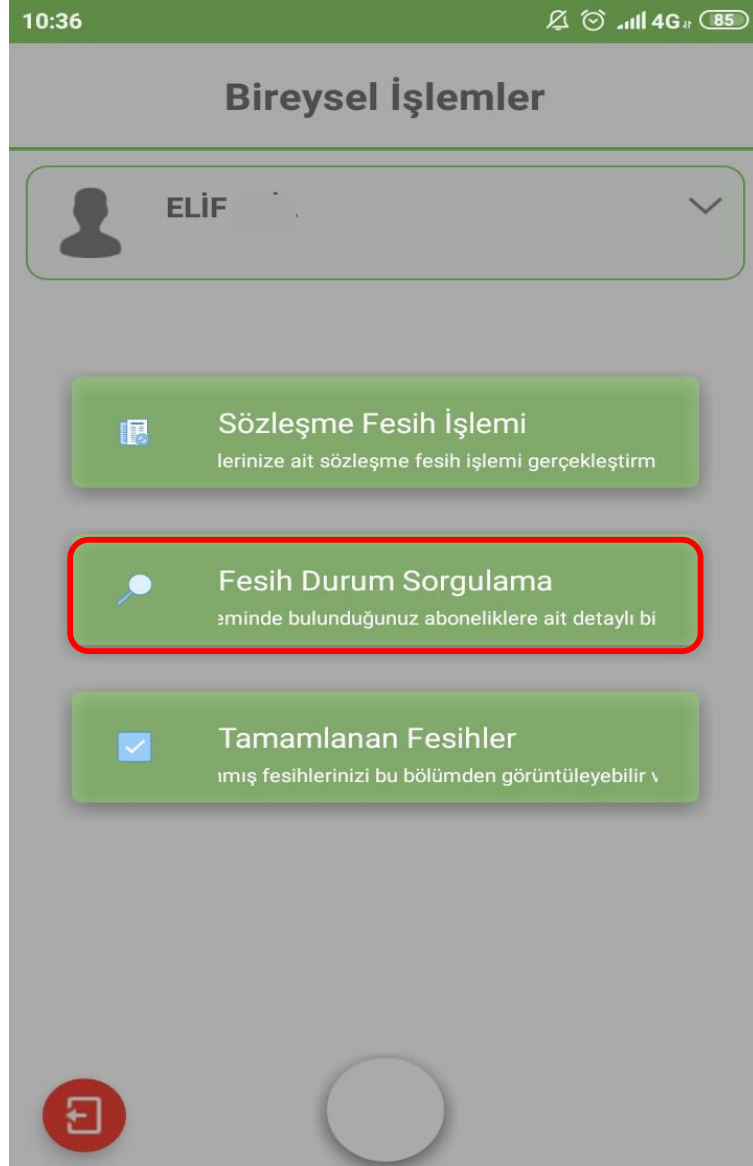 10:36 4G 85
Bireysel İşlemler
ELİF
Sözleşme Fesih İşlemi
lerinize ait sözleşme fesih işlemi gerçekleştirm
Fesih Durum Sorgulama
eminde bulunduğunuz aboneliklere ait detaylı bi
Tamamlanan Fesihler
mış fesihlerinizi bu bölümden görüntüleyebilir v